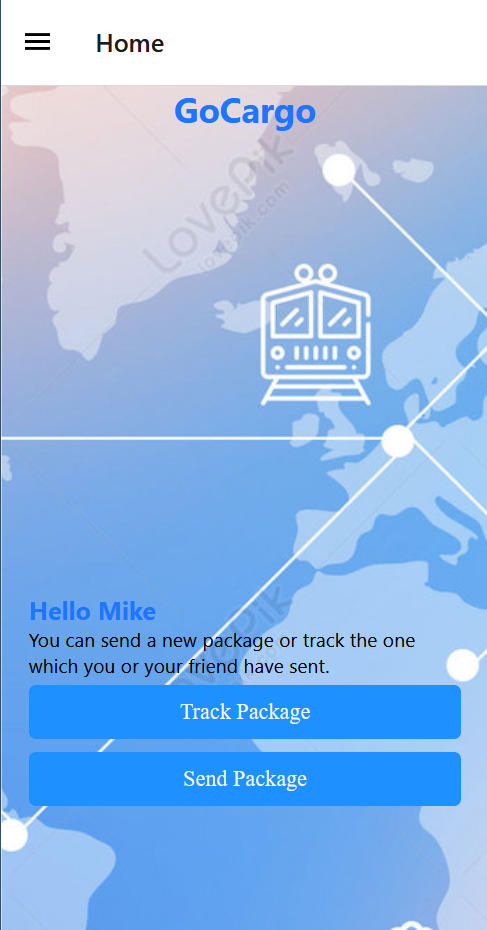 Home
GoCargo
LovePik
lovepik.com
Hello Mike
You can send a new package or track the one
which you or your friend have sent.
LovePik
Track Package
Send Package